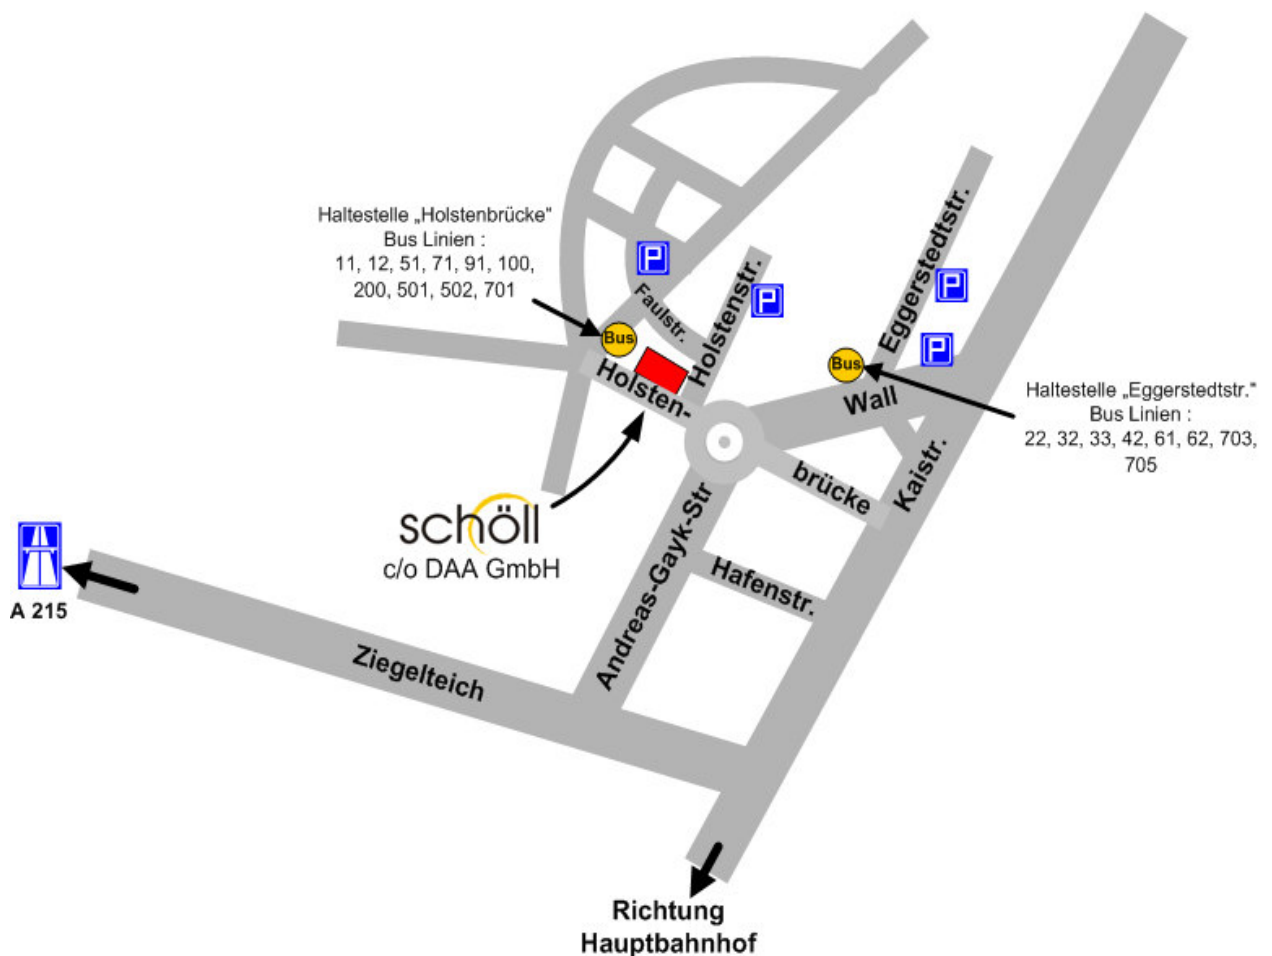 Haltestelle „Holstenbrücke“
Bus Linien :
11, 12, 51, 71, 91, 100,
200, 501, 502, 701
P
P
P
P
Bus
Bus
Faulstr.
Holstenstr.
Eggerstedtstr.
Holsten-
Wall
brücke
Kaistr.
Haltestelle „Eggerstedtstr.“
Bus Linien :
22, 32, 33, 42, 61, 62, 703,
705
schöll
c/o DAA GmbH
Andreas-Gayk-Str
Hafenstr.
A 215
Ziegelteich
Richtung
Hauptbahnhof